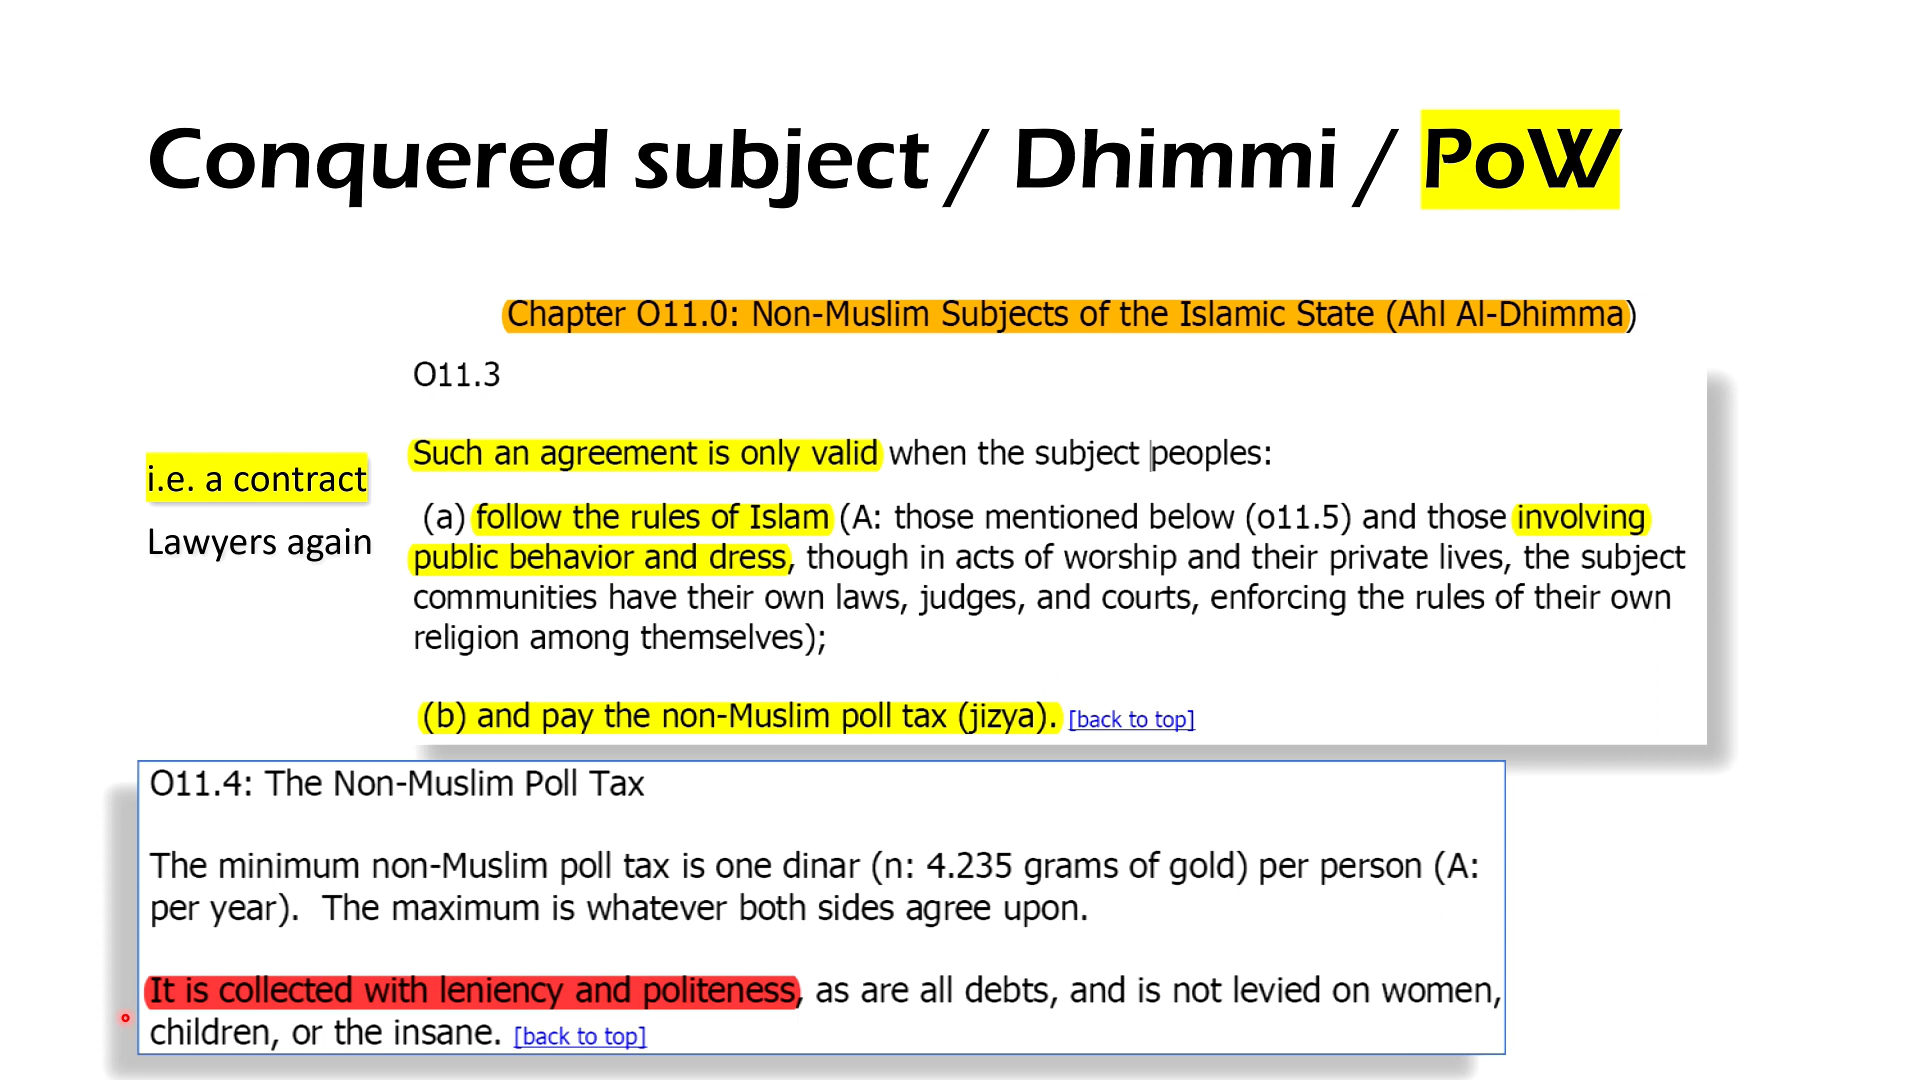 Conquered subject / Dhimmi / PoW
Chapter O11.0: Non-Muslim Subjects of the Islamic State (Ahl Al-Dhimma)
O11.3
Such an agreement is only valid when the subject peoples:
i.e. a contract
Lawyers again
(a) follow the rules of Islam (A: those mentioned below (o11.5) and those involving
public behavior and dress, though in acts of worship and their private lives, the subject
communities have their own laws, judges, and courts, enforcing the rules of their own
religion among themselves);
(b) and pay the non-Muslim poll tax (jizya). [back to top]
O11.4: The Non-Muslim Poll Tax
The minimum non-Muslim poll tax is one dinar (n: 4.235 grams of gold) per person (A:
per year). The maximum is whatever both sides agree upon.
It is collected with leniency and politeness, as are all debts, and is not levied on women,
children, or the insane. [back to top]